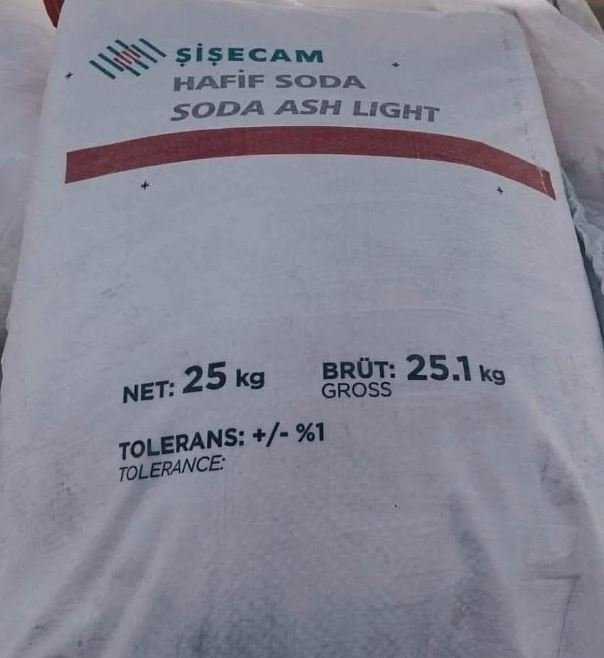 ŞİŞECAM
HAFİF SODA
SODA ASH LIGHT
NET: 25 kg
BRÜT: 25.1 kg
GROSS
TOLERANS: +/- %1
TOLERANCE: